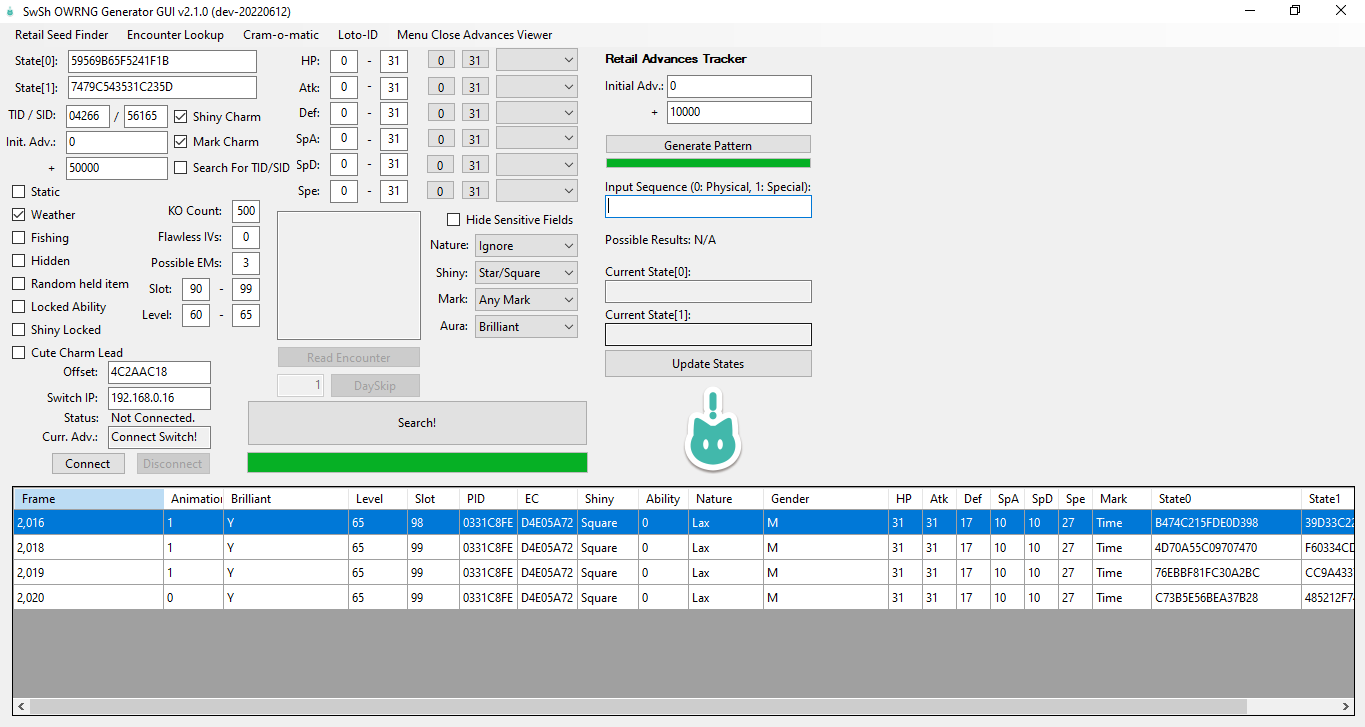 SwSh OWRNG Generator GUI v2.1.0 (dev-20220612)
Retail Seed Finder Encounter Lookup Cram-o-matic Loto-ID Menu Close Advances Viewer
State[0]: 59569B65F5241F1B
State[1]: 7479C543531C235D
TID / SID: 04266 / 56165 Shiny Charm
Init. Adv.: 0 Mark Charm
+ 50000 Search For TID/SID
Static
Weather
Fishing
Hidden
Random held item
Locked Ability
Shiny Locked
Cute Charm Lead
KO Count: 500
Flawless IVs: 0
Possible EMs: 3
Slot: 90 - 99
Level: 60 - 65
Offset: 4C2AAC18
Switch IP: 192.168.0.16
Status: Not Connected.
Curr. Adv.: Connect Switch!
Connect Disconnect
HP: 0 - 31 0 31
Atk: 0 - 31 0 31
Def: 0 - 31 0 31
SpA: 0 - 31 0 31
SpD: 0 - 31 0 31
Spe: 0 - 31 0 31
Hide Sensitive Fields
Nature: Ignore
Shiny: Star/Square
Mark: Any Mark
Aura: Brilliant
Read Encounter
1 DaySkip
Search!
Retail Advances Tracker
Initial Adv.: 0
+ 10000
Generate Pattern
Input Sequence (0: Physical, 1: Special):
Possible Results: N/A
Current State[0]:
Current State[1]:
Update States
Frame Animation Brilliant Level Slot PID EC Shiny Ability Nature Gender HP Atk Def SpA SpD Spe Mark State0 State1
2,016 1 Y 65 98 0331C8FE D4E05A72 Square 0 Lax M 31 31 17 10 10 27 Time B474C215FDE0D398 39D33C22
2,018 1 Y 65 99 0331C8FE D4E05A72 Square 0 Lax M 31 31 17 10 10 27 Time 4D70A55C09707470 F60334CD
2,019 1 Y 65 99 0331C8FE D4E05A72 Square 0 Lax M 31 31 17 10 10 27 Time 76EBBF81FC30A2BC CC9A433
2,020 0 Y 65 99 0331C8FE D4E05A72 Square 0 Lax M 31 31 17 10 10 27 Time C73B5E56BEA37B28 485212F7